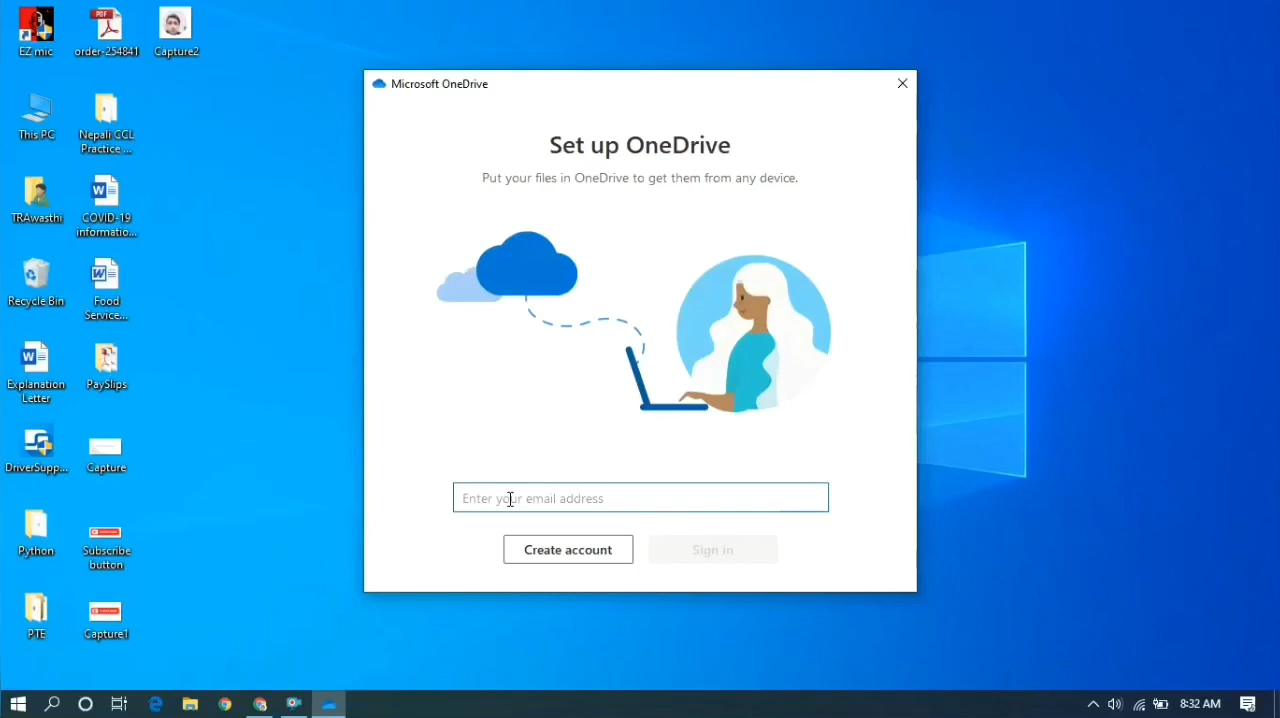 EZ mic
PDF
order-254841
Capture2
This PC
Nepali CCL
Practice ...
TRAwasthi
COVID-19
informatio...
Recycle Bin
Food
Service...
Explanation
Letter
PaySlips
DriverSupp...
Capture
Python
Subscribe
button
PTE
Capture1
Microsoft OneDrive
Set up OneDrive
Put your files in OneDrive to get them from any device.
Enter your email address
Create account
Sign in
8:32 AM